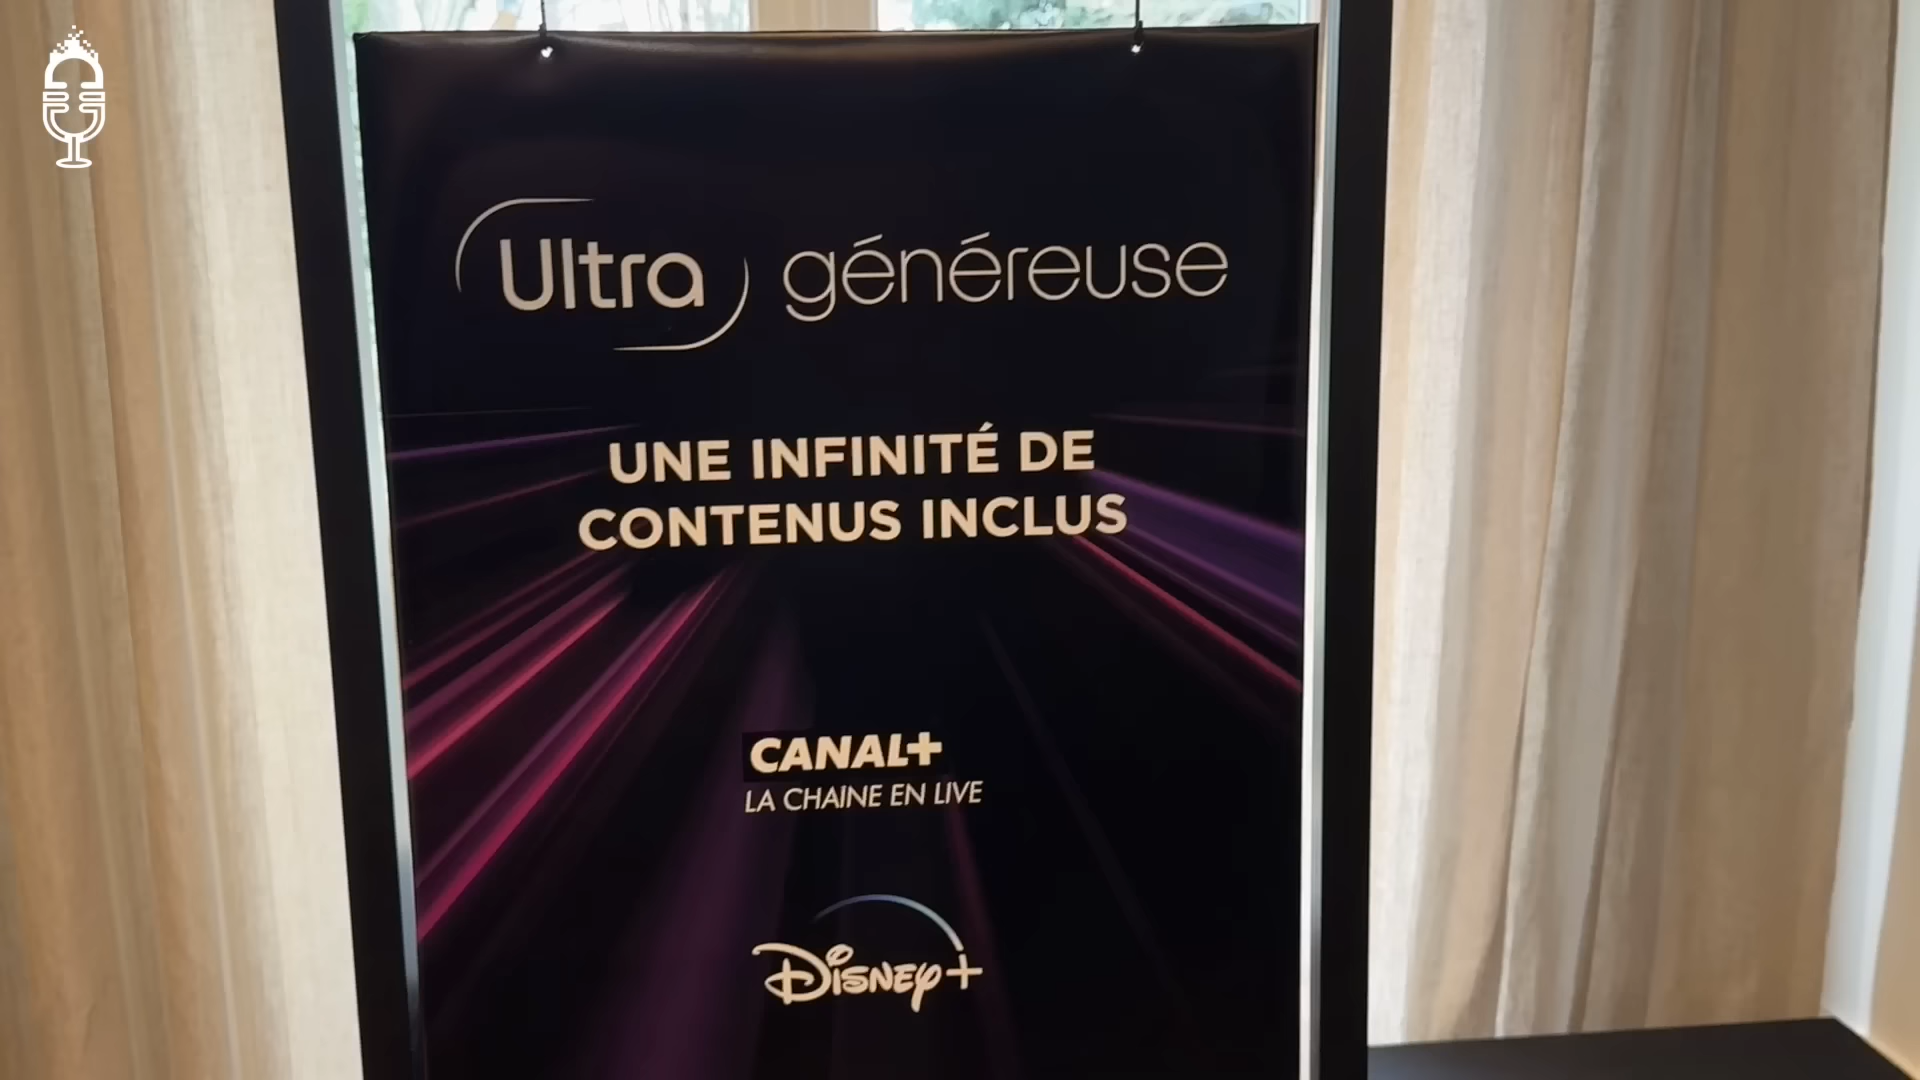 Ultra généreuse
UNE INFINITÉ DE
CONTENUS INCLUS
CANAL+
LA CHAINE EN LIVE
Disney+